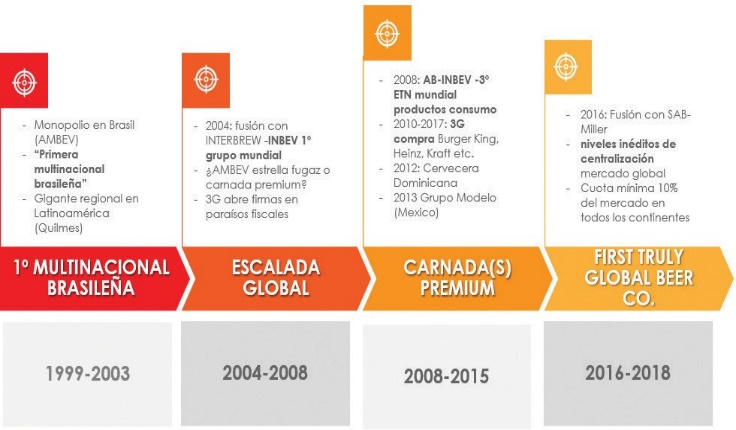 - Monopolio en Brasil
(AMBEV)
- "Primera
multinacional
brasileña"
- Gigante regional en
Latinoamérica
(Quilmes)
1º MULTINACIONAL
BRASILEÑA
1999-2003
- 2004: fusión con
INTERBREW -INBEV 1º
grupo mundial
- ¿AMBEV estrella fugaz o
carnada premium?
- 3G abre firmas en
paraísos fiscales
ESCALADA
GLOBAL
2004-2008
- 2008: AB-INBEV -3º
ETN mundial
productos consumo
- 2010-2017: 3G
compra Burger King,
Heinz, Kraft etc.
- 2012: Cervecera
Dominicana
- 2013 Grupo Modelo
(Mexico)
CARNADA(S)
PREMIUM
2008-2015
- 2016: Fusión con SAB-
Miller
- niveles inéditos de
centralización
mercado global
- Cuota mínima 10%
del mercado en
todos los continentes
FIRST TRULY
GLOBAL BEER
CO.
2016-2018